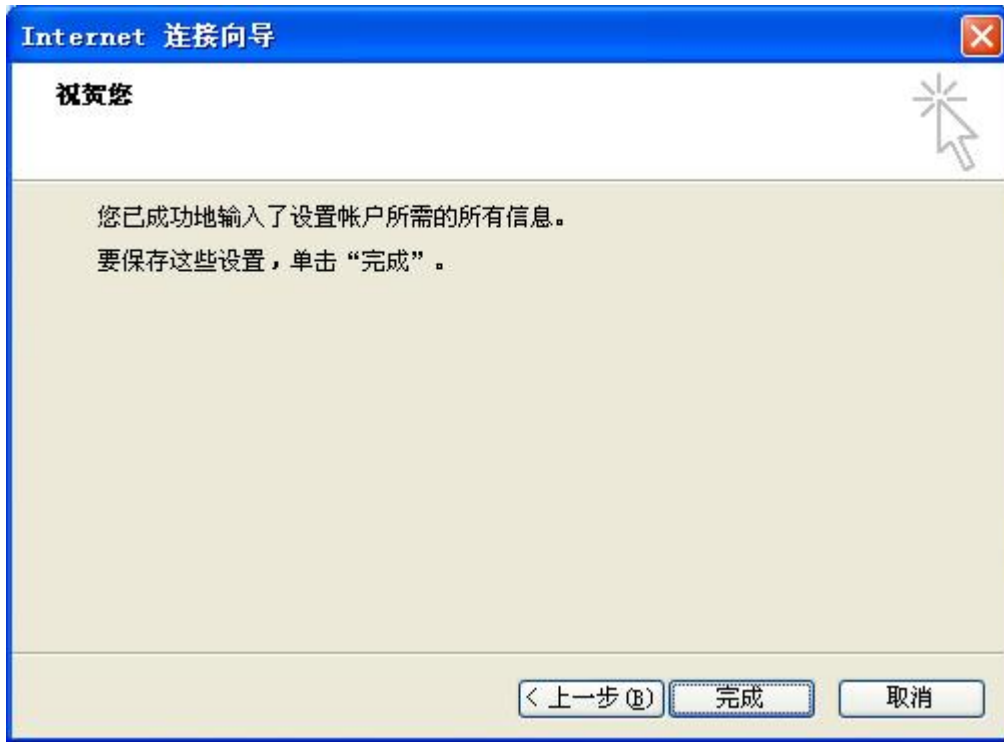 Internet 连接向导
祝贺您
您已成功地输入了设置帐户所需的所有信息。
要保存这些设置，单击“完成”。
< 上一步(B)
完成
取消